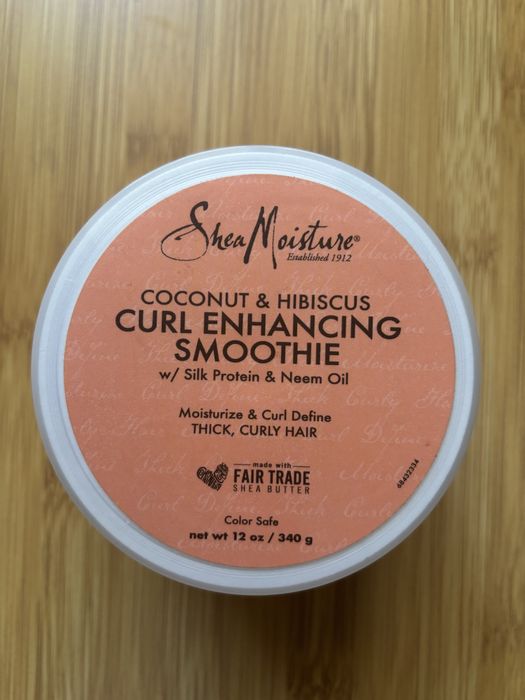 SheaMoisture®
Established 1912
COCONUT & HIBISCUS
CURL ENHANCING
SMOOTHIE
w/ Silk Protein & Neem Oil
Moisturize & Curl Define
THICK, CURLY HAIR
made with
FAIR TRADE
SHEA BUTTER
68432334
Color Safe
net wt 12 oz / 340 g